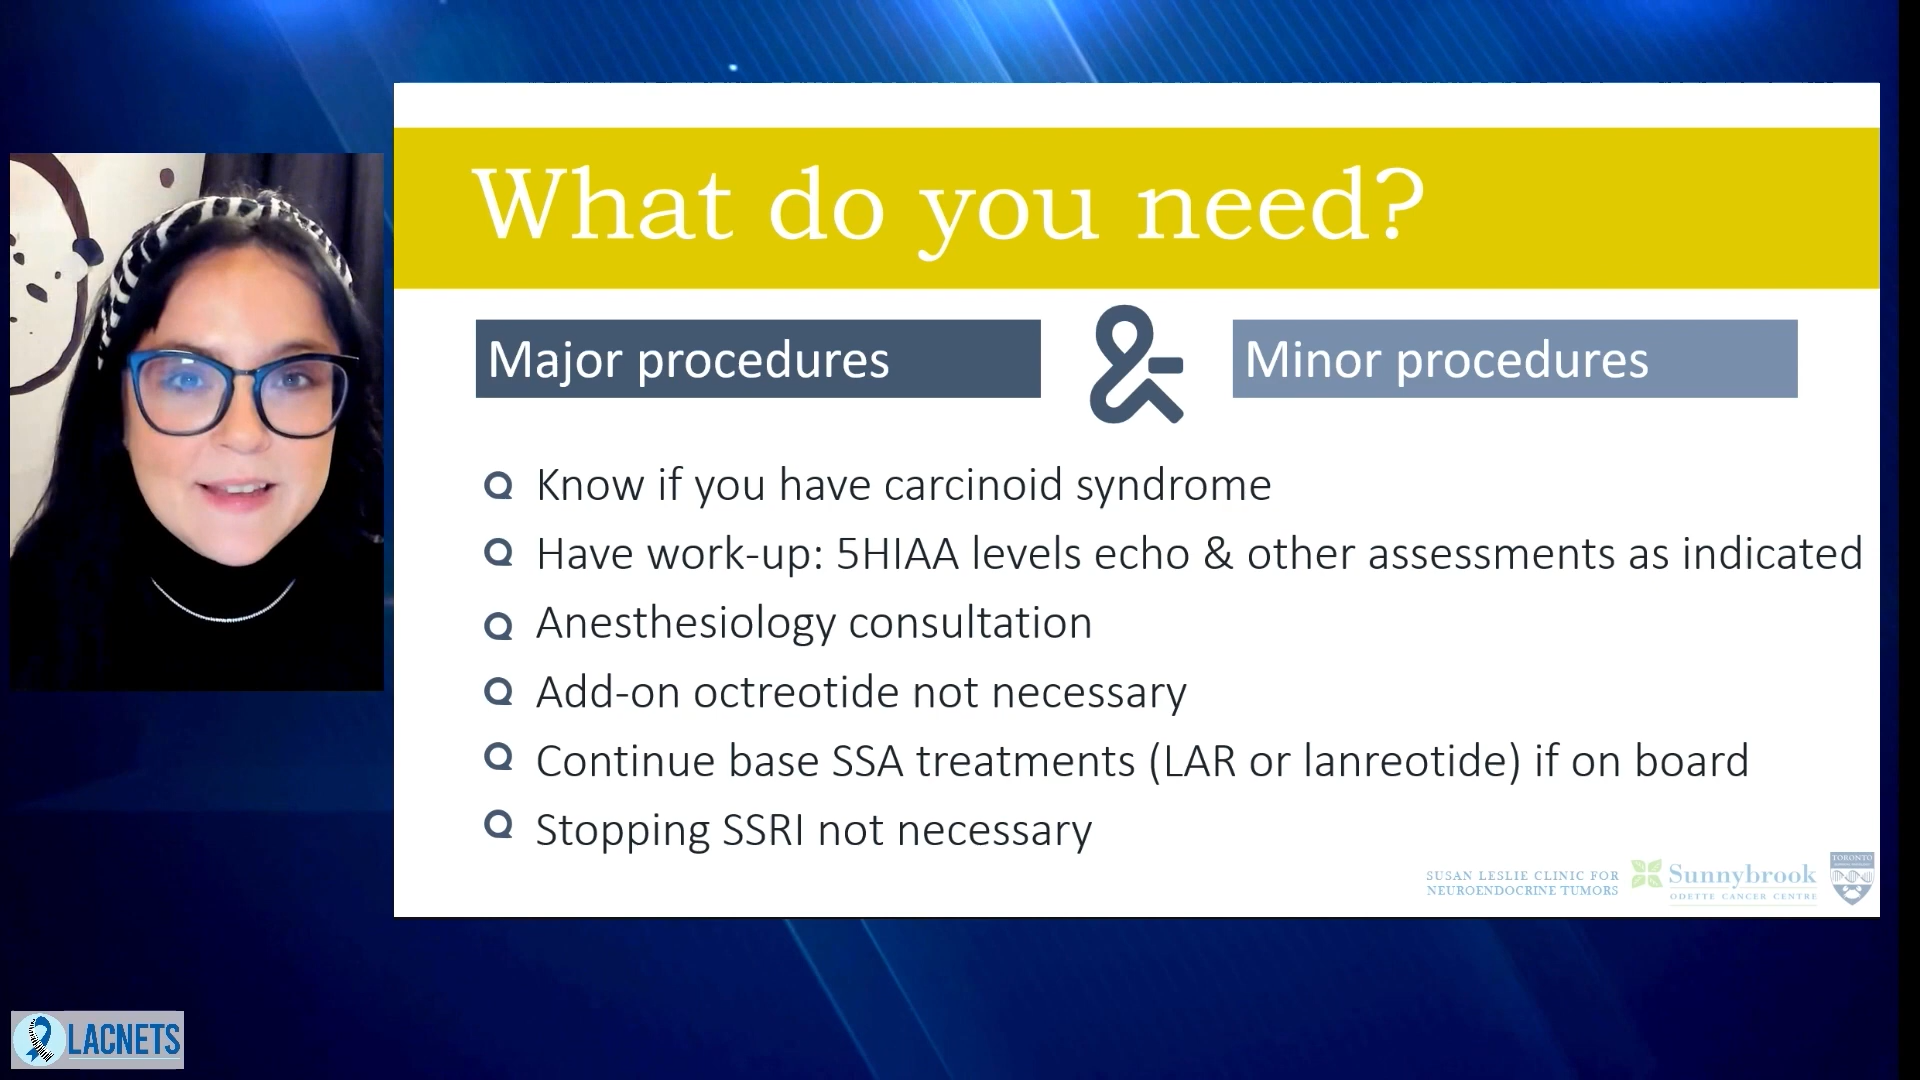 What do you need?
Major procedures
&
Minor procedures
Know if you have carcinoid syndrome
Have work-up: 5HIAA levels echo & other assessments as indicated
Anesthesiology consultation
Add-on octreotide not necessary
Continue base SSA treatments (LAR or lanreotide) if on board
Stopping SSRI not necessary
SUSAN LESLIE CLINIC FOR
NEUROENDOCRINE TUMORS
Sunnybrook
ODETTE CANCER CENTRE
TORONTO
LACNETS